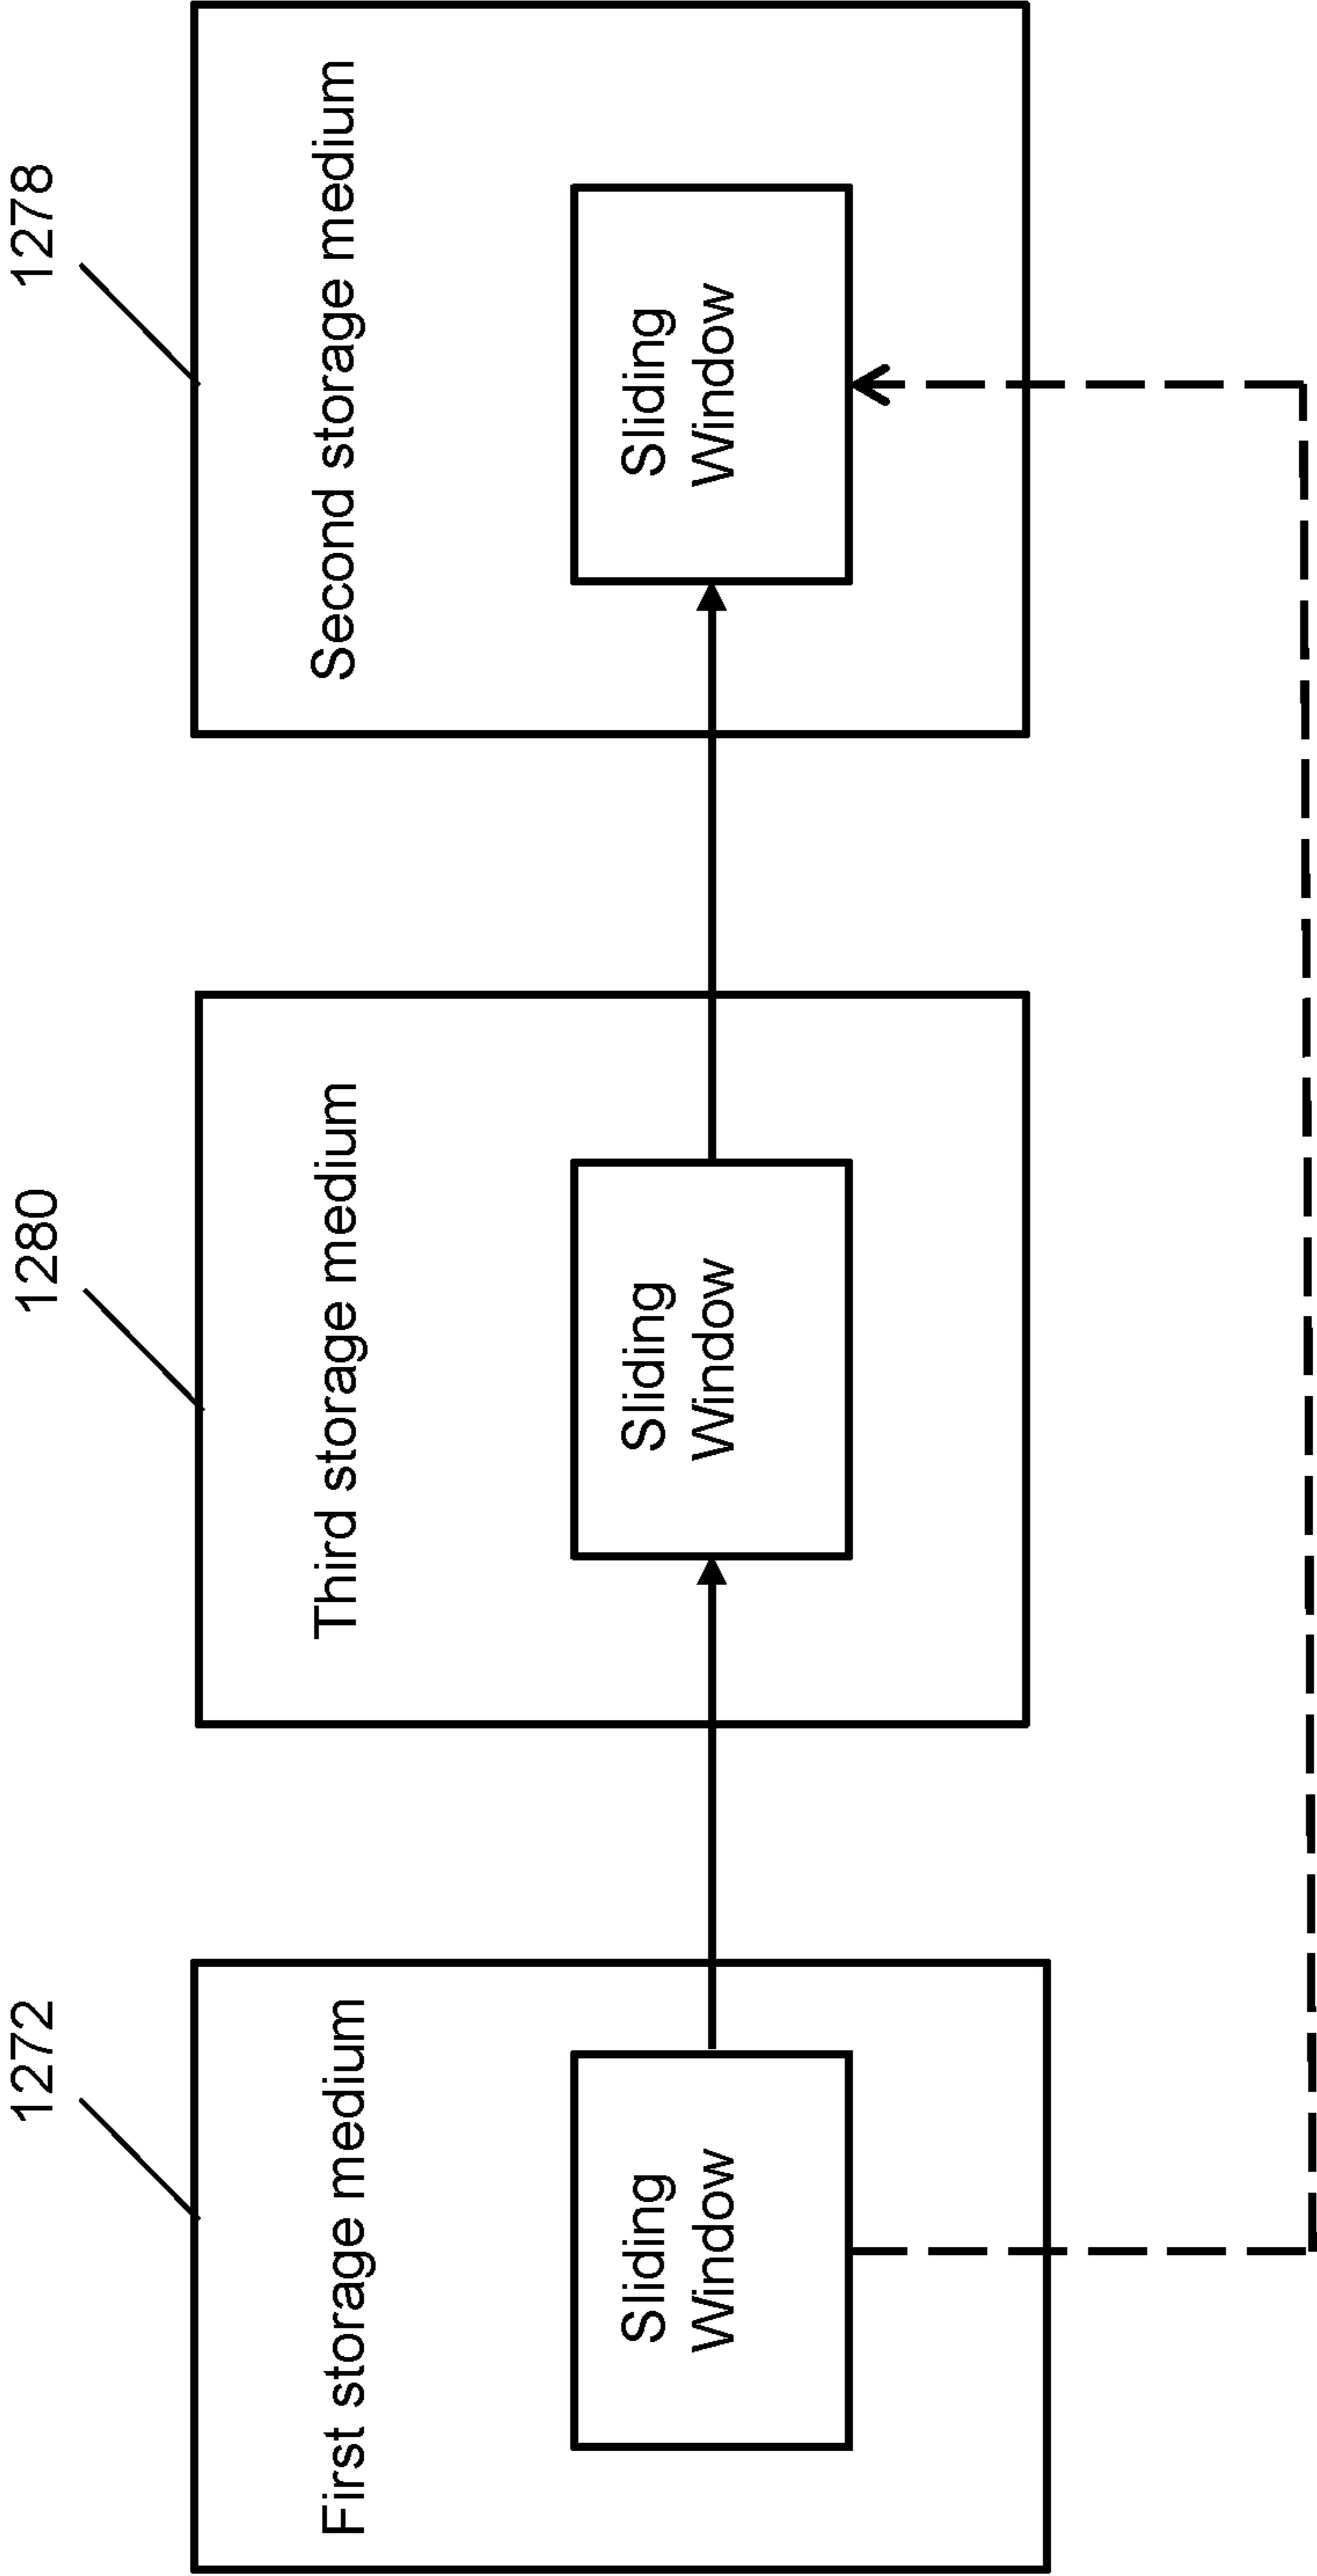 1272
1280
1278
First storage medium
Third storage medium
Second storage medium
Sliding
Window
Sliding
Window
Sliding
Window